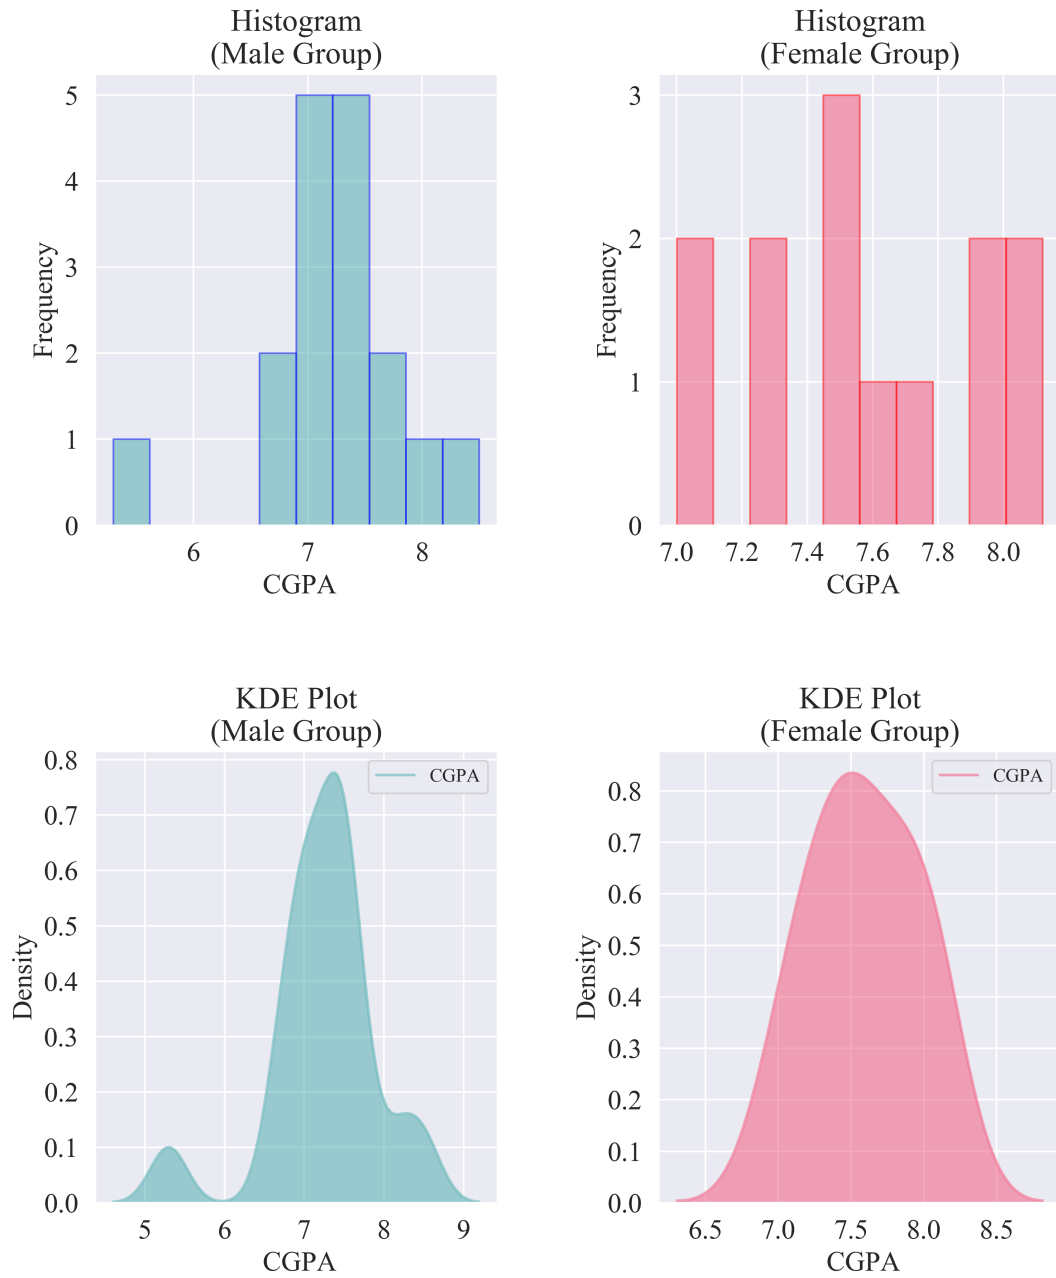 Histogram
(Male Group)
5
4
3
2
1
0
Frequency
6 7 8
CGPA
Histogram
(Female Group)
3
2
1
0
Frequency
7.0 7.2 7.4 7.6 7.8 8.0
CGPA
KDE Plot
(Male Group)
CGPA
0.8
0.7
0.6
0.5
0.4
0.3
0.2
0.1
0.0
Density
5 6 7 8 9
CGPA
KDE Plot
(Female Group)
CGPA
0.8
0.7
0.6
0.5
0.4
0.3
0.2
0.1
0.0
Density
6.5 7.0 7.5 8.0 8.5
CGPA